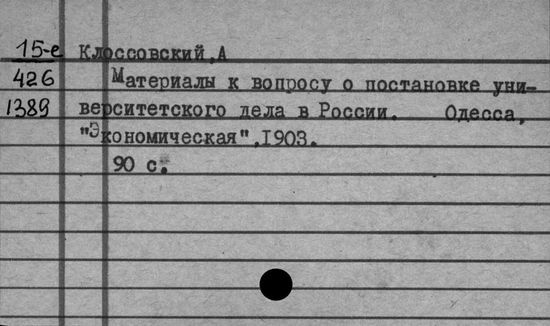 15-е Клоссовский,А
426 Материалы к вопросу о постановке уни-
1389 верситетского дела в России. Одесса,
"Экономическая",1903.
90 с.